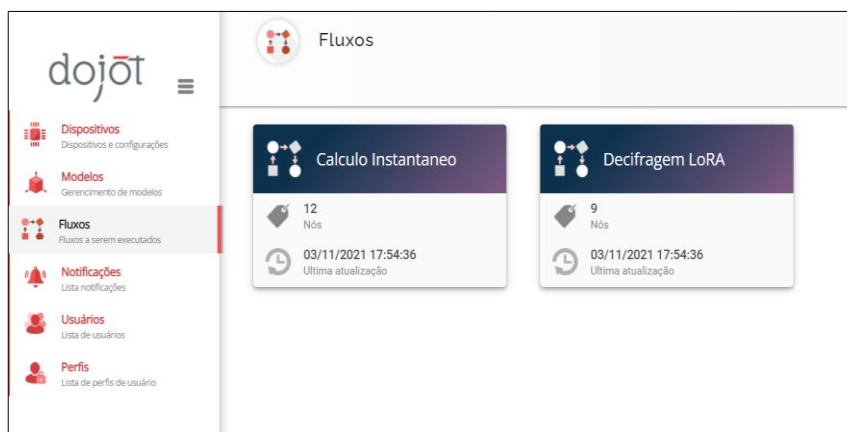 dojōt
Dispositivos
Dispositivos e configurações
Modelos
Gerencimento de modelos
Fluxos
Fluxos a serem executados
Notificações
Lista notificações
Usuários
Lista de usuários
Perfis
Lista de perfis de usuário
Fluxos
Calculo Instantaneo
12
Nós
03/11/2021 17:54:36
Ultima atualização
Decifragem LoRA
9
Nós
03/11/2021 17:54:36
Ultima atualização